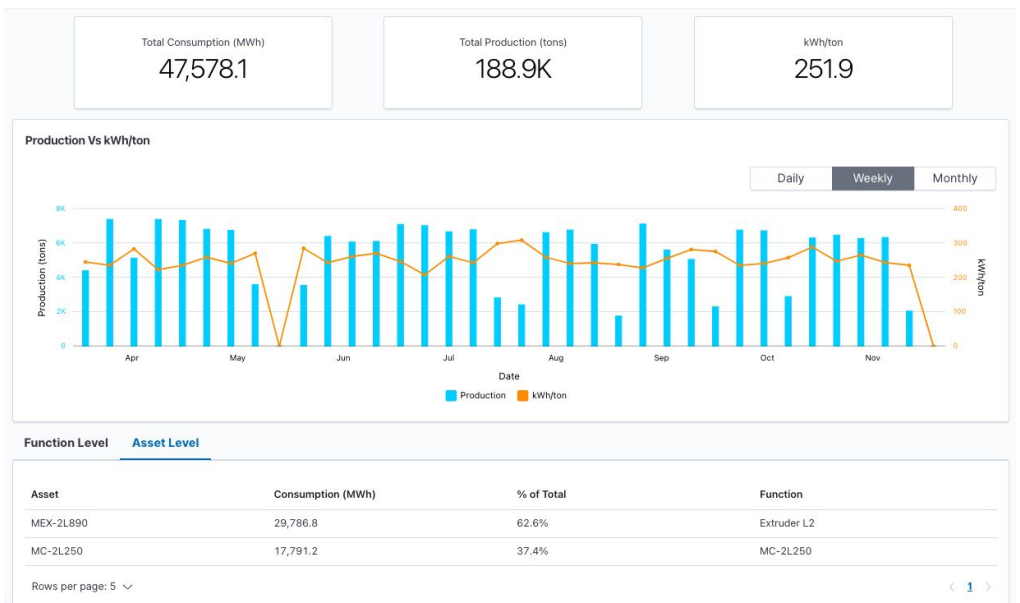 Total Consumption (MWh)
47,578.1
Total Production (tons)
188.9K
kWh/ton
251.9
Production Vs kWh/ton
Daily Weekly Monthly
8K
6K
4K
2K
0
Production (tons)
400
300
200
100
0
kWh/ton
Apr May Jun Jul Aug Sep Oct Nov
Date
Production kWh/ton
Function Level Asset Level
Asset Consumption (MWh) % of Total Function
MEX-2L890 29,786.8 62.6% Extruder L2
MC-2L250 17,791.2 37.4% MC-2L250
Rows per page: 5
1